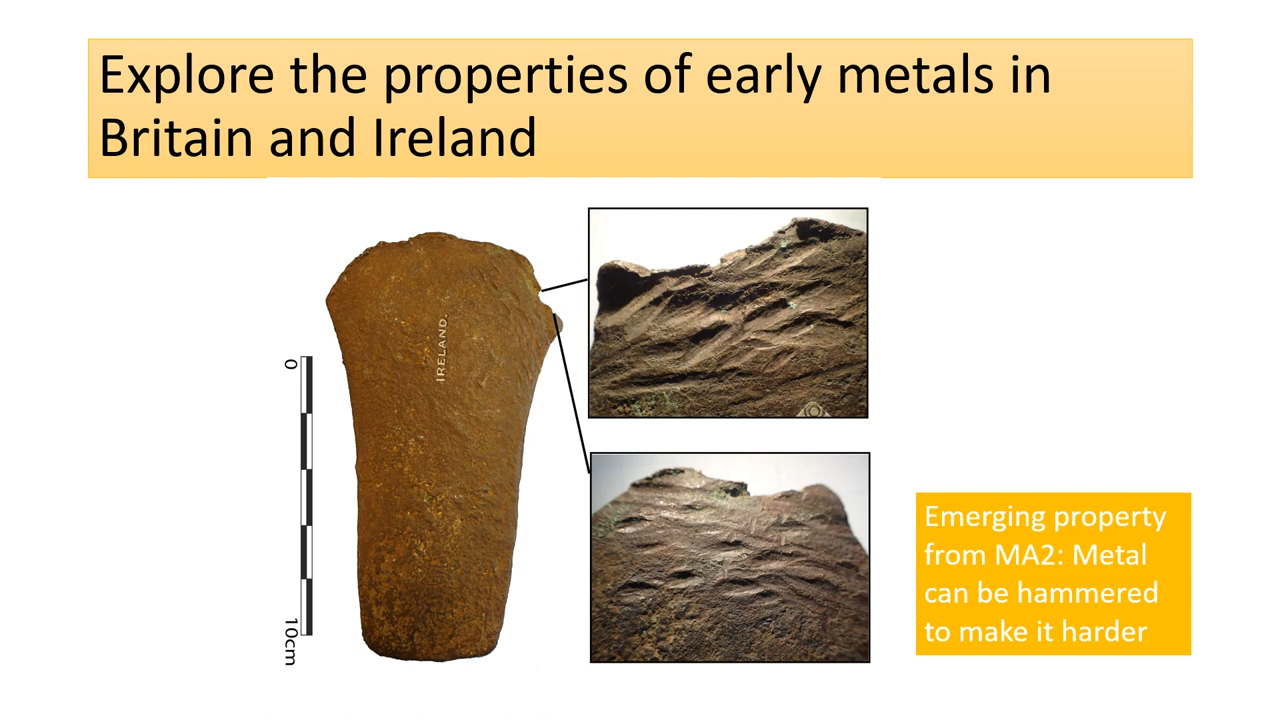 Explore the properties of early metals in
Britain and Ireland
IRELAND.
0
10cm
Emerging property
from MA2: Metal
can be hammered
to make it harder